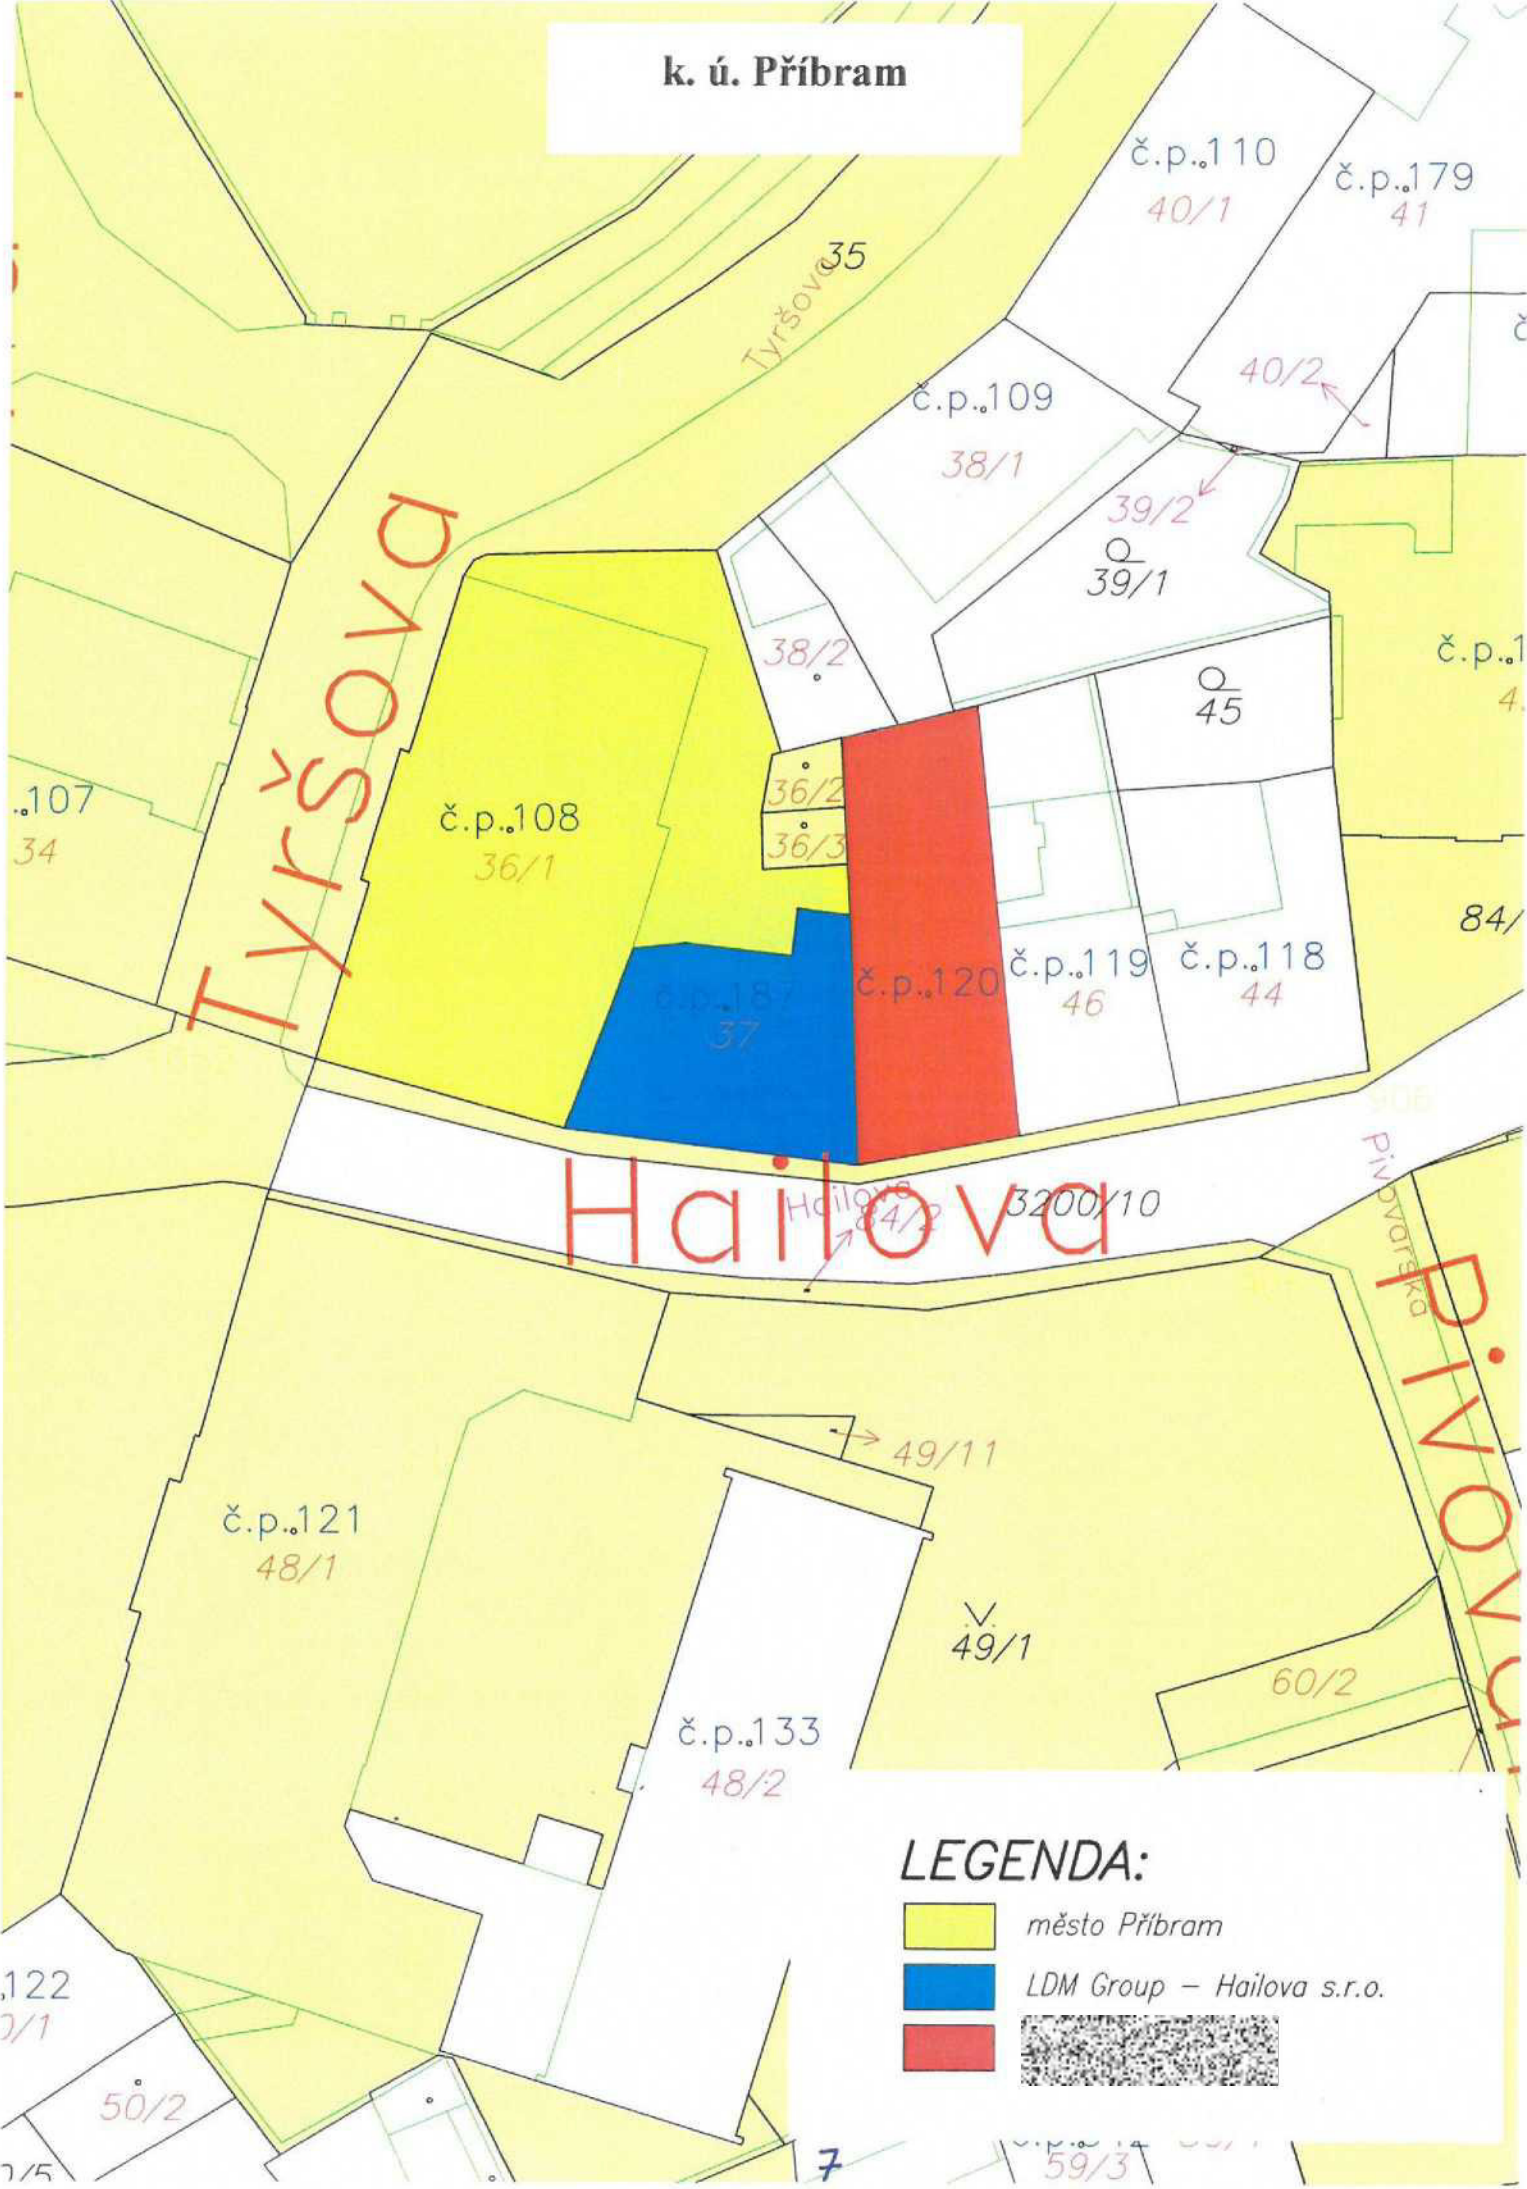 k. ú. Příbram
č.p.110
40/1
č.p.179
41
35
Tyršova
40/2
č.p.109
38/1
39/2
39/1
Tyršova
38/2
45
č.p.1
36/2
36/3
.107
34
č.p.108
36/1
84/
č.p.187
37
č.p.120
č.p.119
46
č.p.118
44
906
Pivovarská
Hailova
Hailova
84/2
3200/10
Pivova
49/11
č.p.121
48/1
49/1
60/2
č.p.133
48/2
LEGENDA:
město Příbram
LDM Group – Hailova s.r.o.
122
50/2
7
59/3